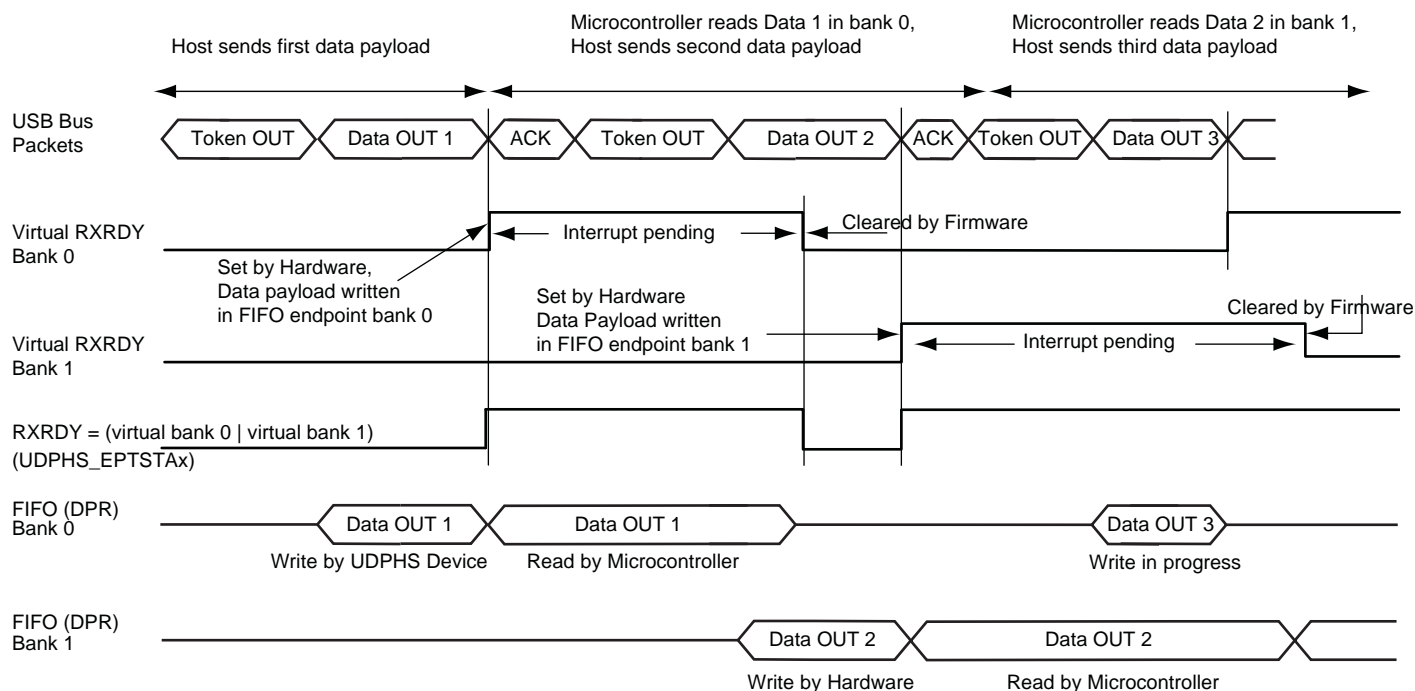 Host sends first data payload
Microcontroller reads Data 1 in bank 0,
Host sends second data payload
Microcontroller reads Data 2 in bank 1,
Host sends third data payload
USB Bus
Packets
Token OUT
Data OUT 1
ACK
Token OUT
Data OUT 2
ACK
Token OUT
Data OUT 3
Virtual RXRDY
Bank 0
Interrupt pending
Cleared by Firmware
Set by Hardware,
Data payload written
in FIFO endpoint bank 0
Set by Hardware
Data Payload written
in FIFO endpoint bank 1
Cleared by Firmware
Virtual RXRDY
Bank 1
Interrupt pending
RXRDY = (virtual bank 0 | virtual bank 1)
(UDPHS_EPTSTAx)
FIFO (DPR)
Bank 0
Data OUT 1
Data OUT 1
Data OUT 3
Write by UDPHS Device
Read by Microcontroller
Write in progress
FIFO (DPR)
Bank 1
Data OUT 2
Data OUT 2
Write by Hardware
Read by Microcontroller